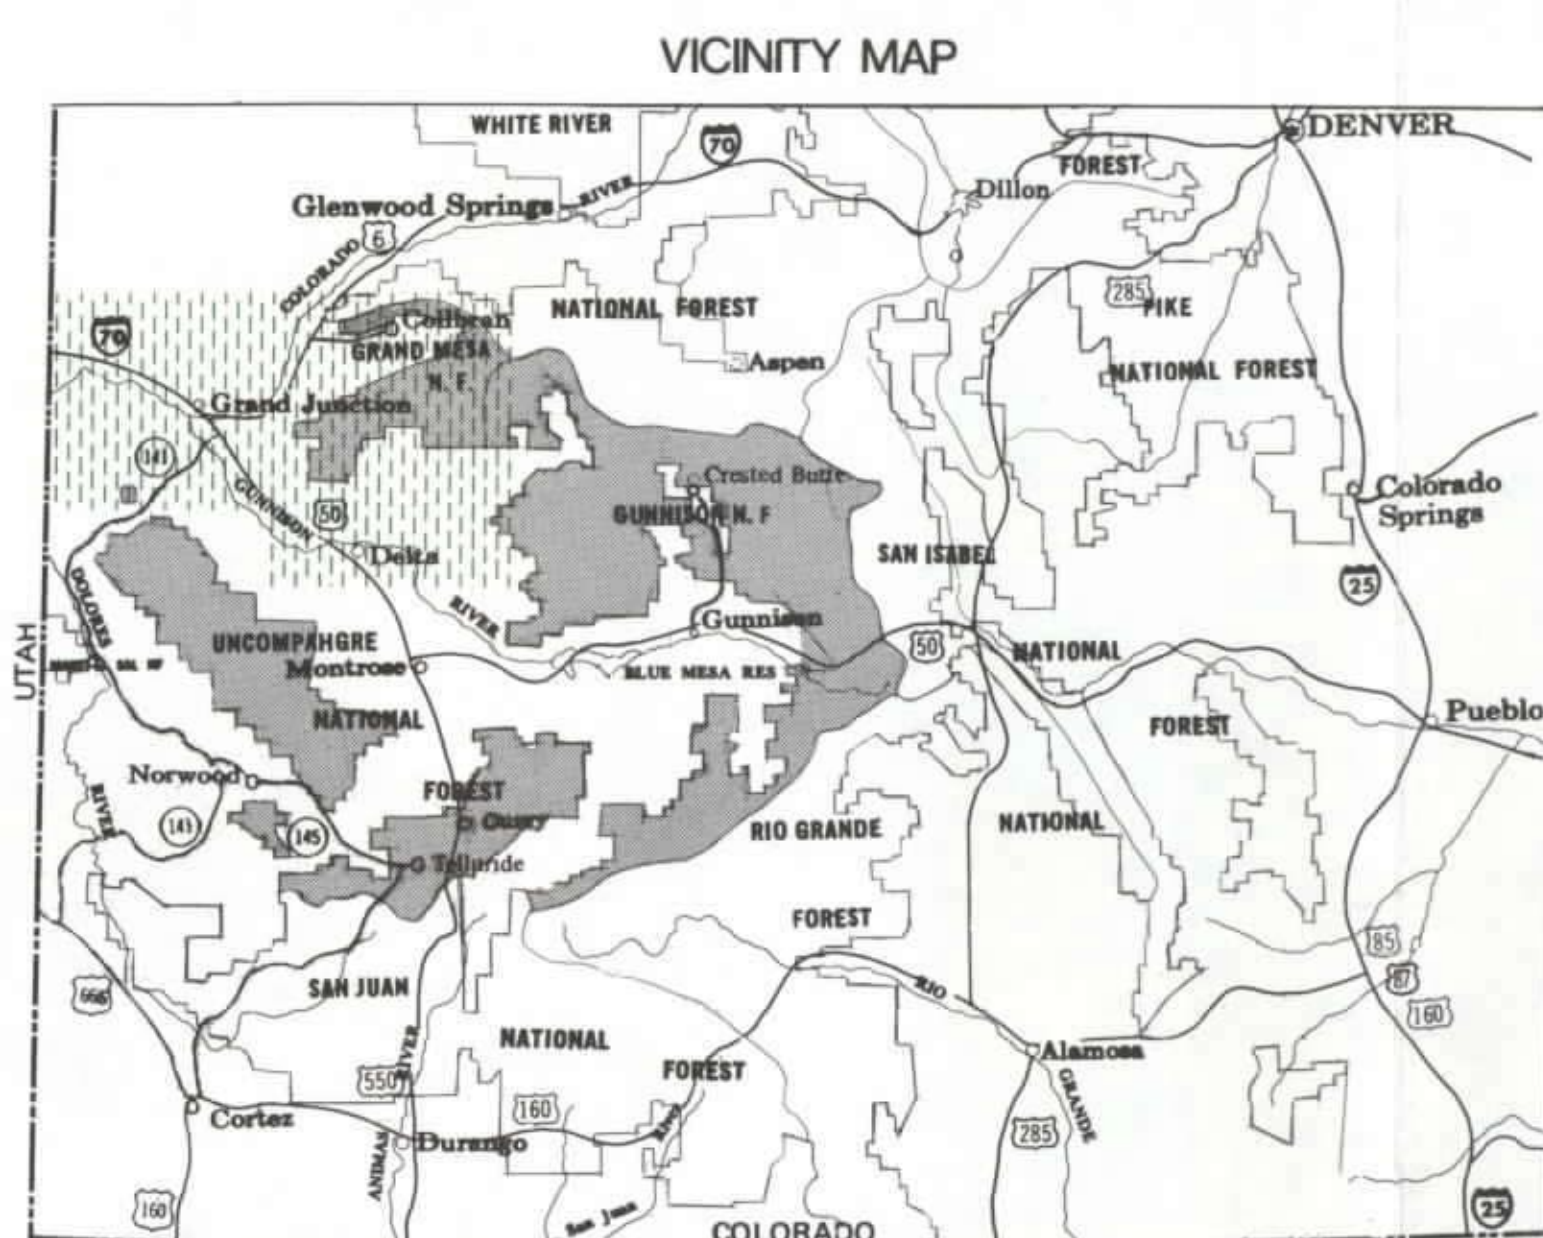 VICINITY MAP
DENVER
WHITE RIVER
70
FOREST
Dillon
RIVER
Glenwood Springs
6
COLORADO
285
PIKE
NATIONAL FOREST
Collbran
70
GRAND MESA
N. F.
Aspen
NATIONAL FOREST
Grand Junction
141
Crested Butte
Colorado
Springs
GUNNISON
50
GUNNISON N. F
Delta
SAN ISABEL
25
DOLORES
RIVER
Gunnison
UNCOMPAHGRE
50
NATIONAL
Montrose
BLUE MESA RES
UTAH
NATIONAL
FOREST
Pueblo
Norwood
FOREST
RIVER
141
145
Ouray
RIO GRANDE
NATIONAL
Telluride
FOREST
85
666
SAN JUAN
RIO
87
160
NATIONAL
RIVER
Alamosa
FOREST
550
GRANDE
Cortez
160
River
285
Durango
ANIMAS
160
San Juan
25
COLORADO